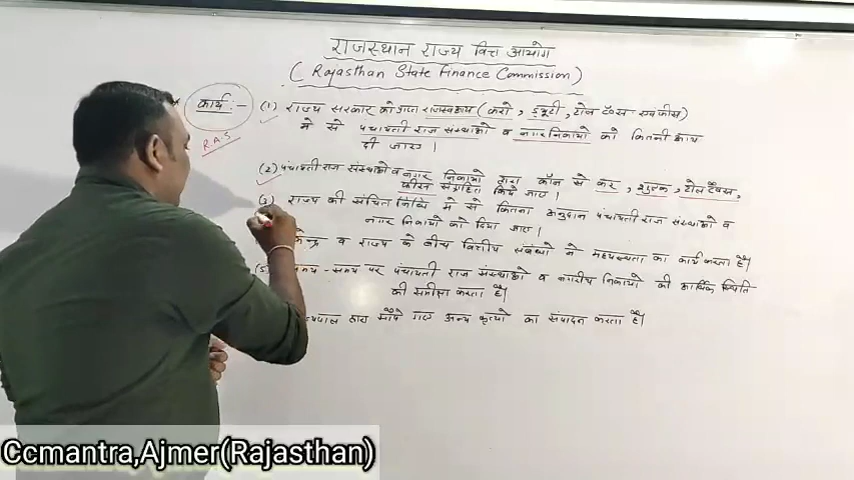 राजस्थान राज्य वित्त आयोग
(Rajasthan State Finance Commission)
कार्य :-
R.A.S
(1) राज्य सरकार को प्राप्त राजस्व आय (करो, ड्यूटी, टोल टैक्स एवं फीस)
मे से पंचायती राज संस्थाओ व नगर निकायो को कितनी आय
दी जाए।
(2) पंचायती राज संस्थाओ व नगर निकायो द्वारा कौन से कर, शुल्क, टोल टैक्स,
फीस संग्रहित किये जाए।
(3) राज्य की संचित निधि मे से कितना अनुदान पंचायती राज संस्थाओ व
नगर निकायो को दिया जाए।
व राज्य के बीच वित्तीय संबंधो मे मध्यस्थता का कार्य करता है।
(5) समय-समय पर पंचायती राज संस्थाओ व नगरीय निकायो की आर्थिक स्थिति
की समीक्षा करता है।
द्वारा सौंपे गए अन्य कृत्यो का संपादन करता है।
Ccmantra,Ajmer(Rajasthan)